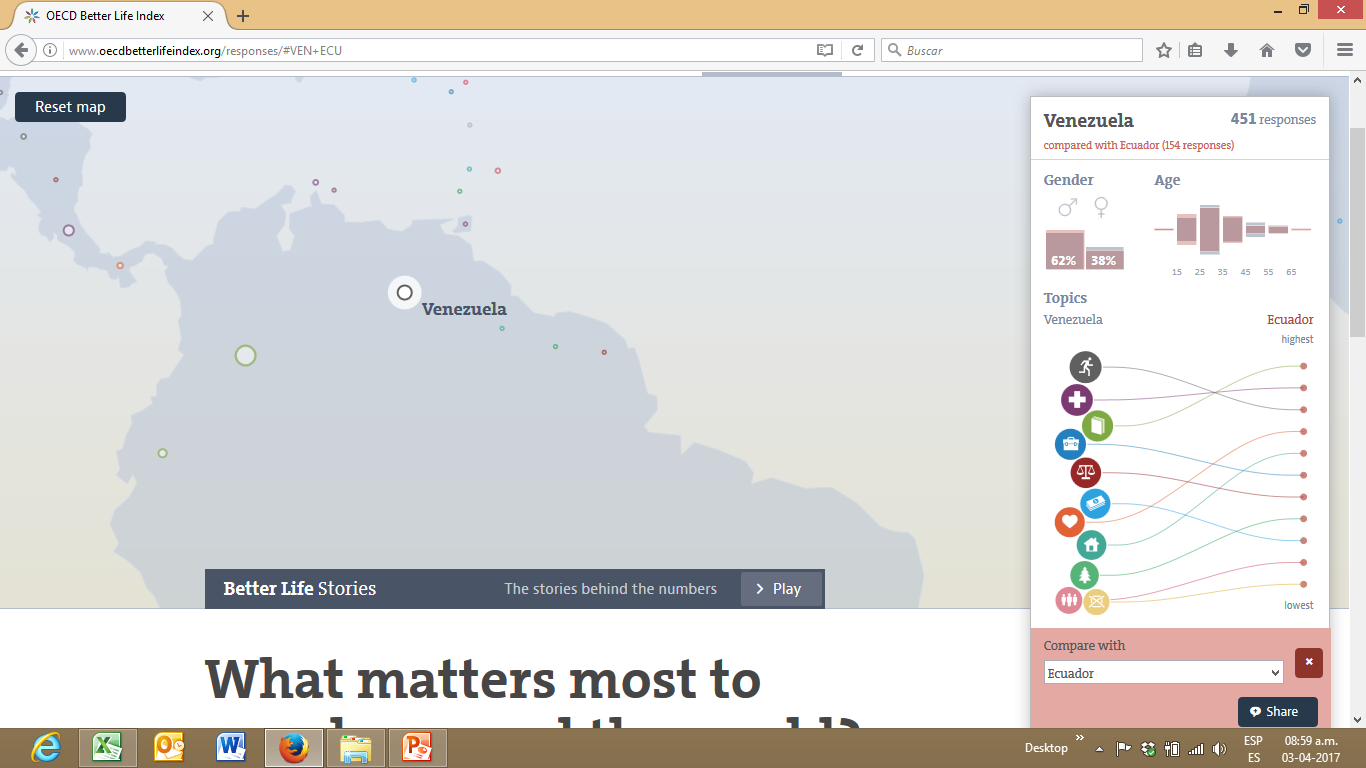 OECD Better Life Index
www.oecdbetterlifeindex.org/responses/#VEN+ECU
Buscar
Reset map
Venezuela
451 responses
compared with Ecuador (154 responses)
Gender
Age
62%
38%
15 25 35 45 55 65
Topics
Venezuela
Ecuador
highest
lowest
Venezuela
Better Life Stories
The stories behind the numbers
Play
Compare with
Ecuador
Share
What matters most to
Desktop
ESP
ES
08:59 a.m.
03-04-2017